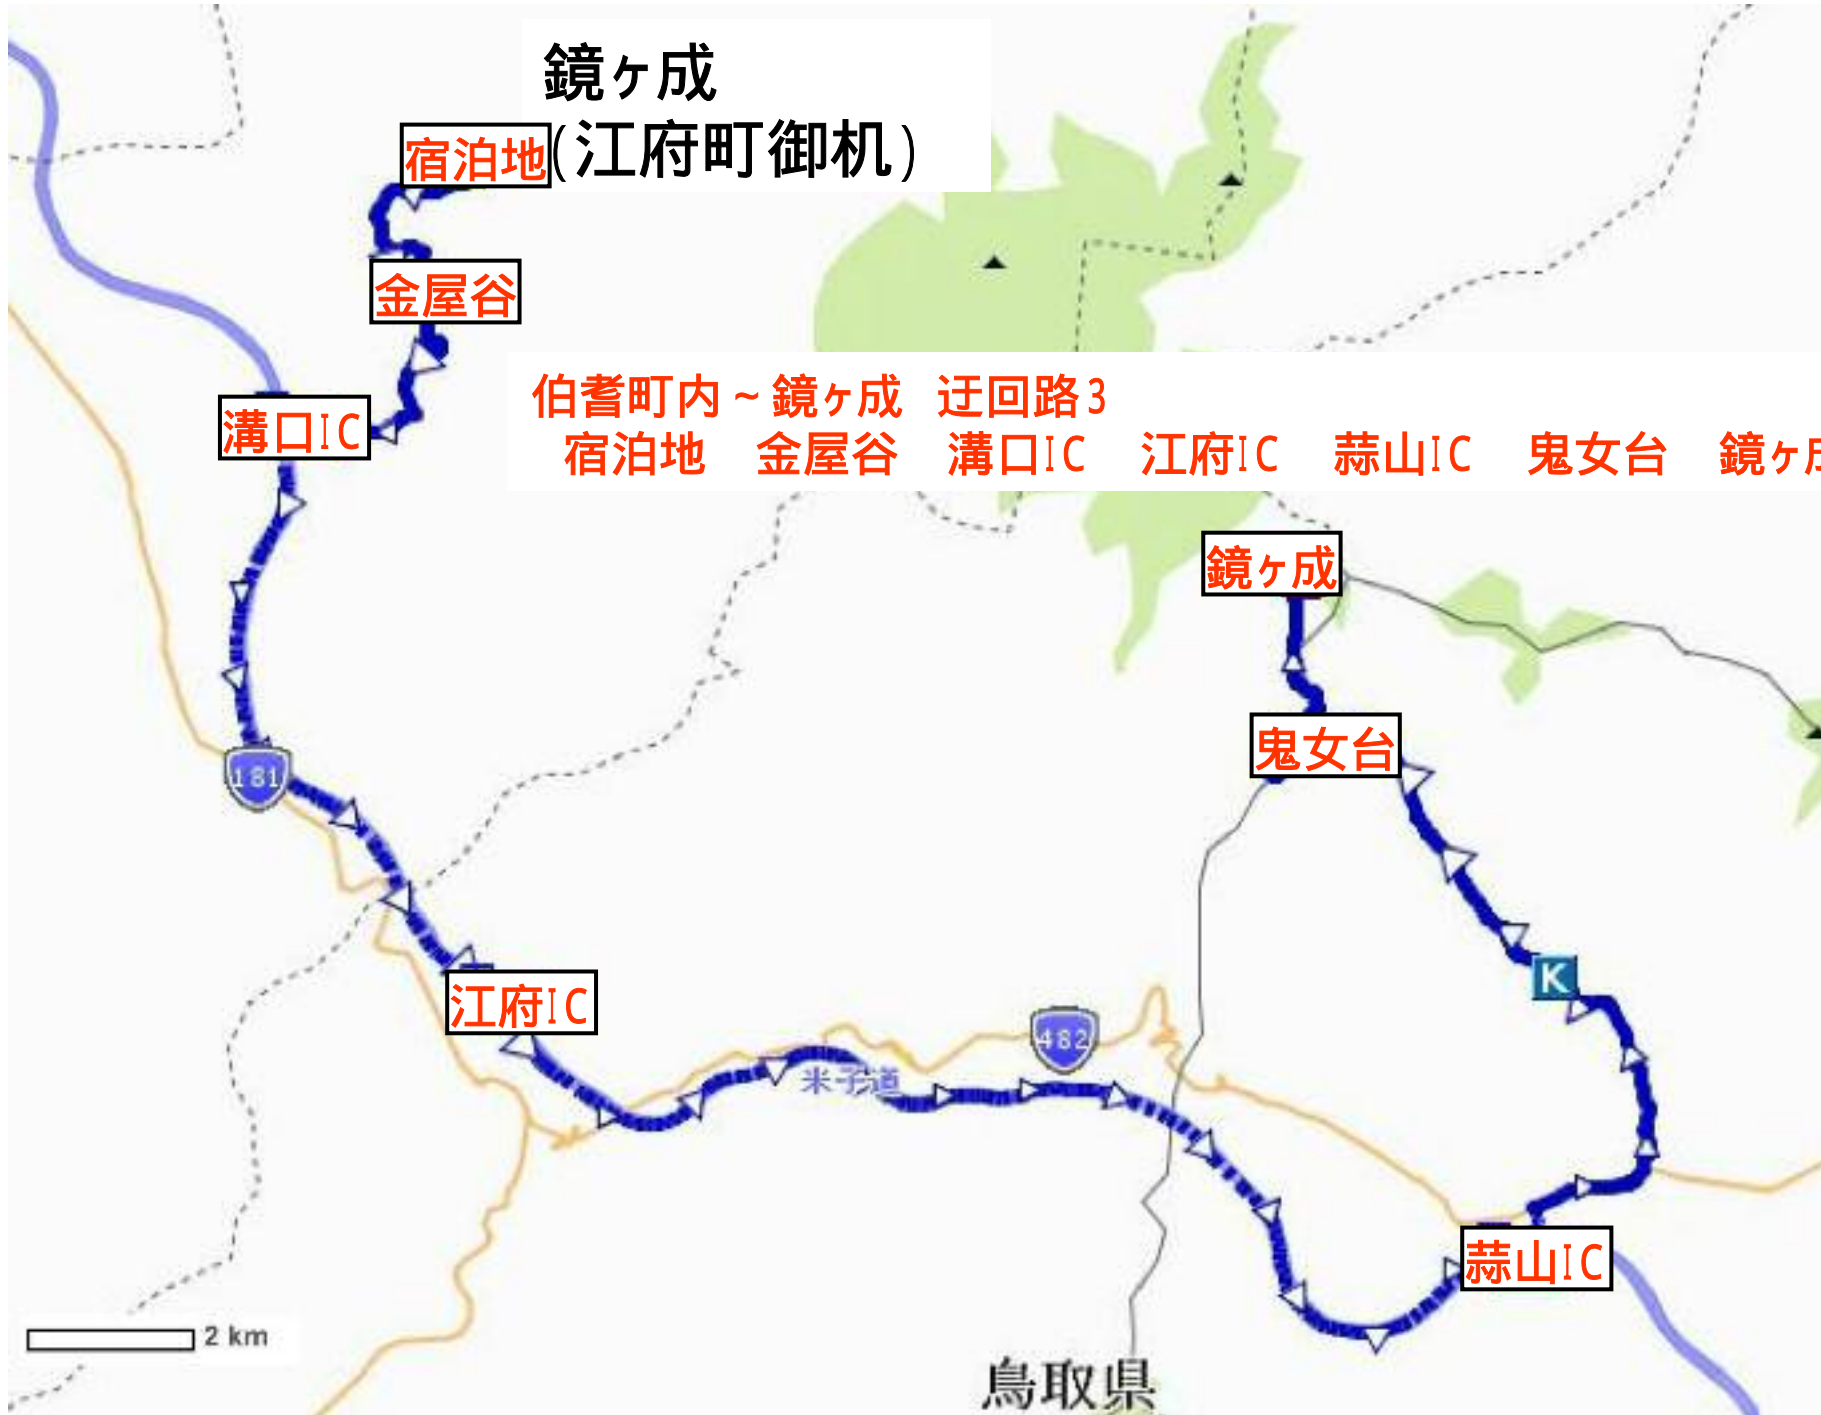 鏡ヶ成
(江府町御机)
宿泊地
金屋谷
溝口IC
伯耆町内～鏡ヶ成 迂回路3
宿泊地 金屋谷 溝口IC 江府IC 蒜山IC 鬼女台 鏡ヶ成
鏡ヶ成
鬼女台
181
K
江府IC
482
米子道
蒜山IC
2 km
鳥取県